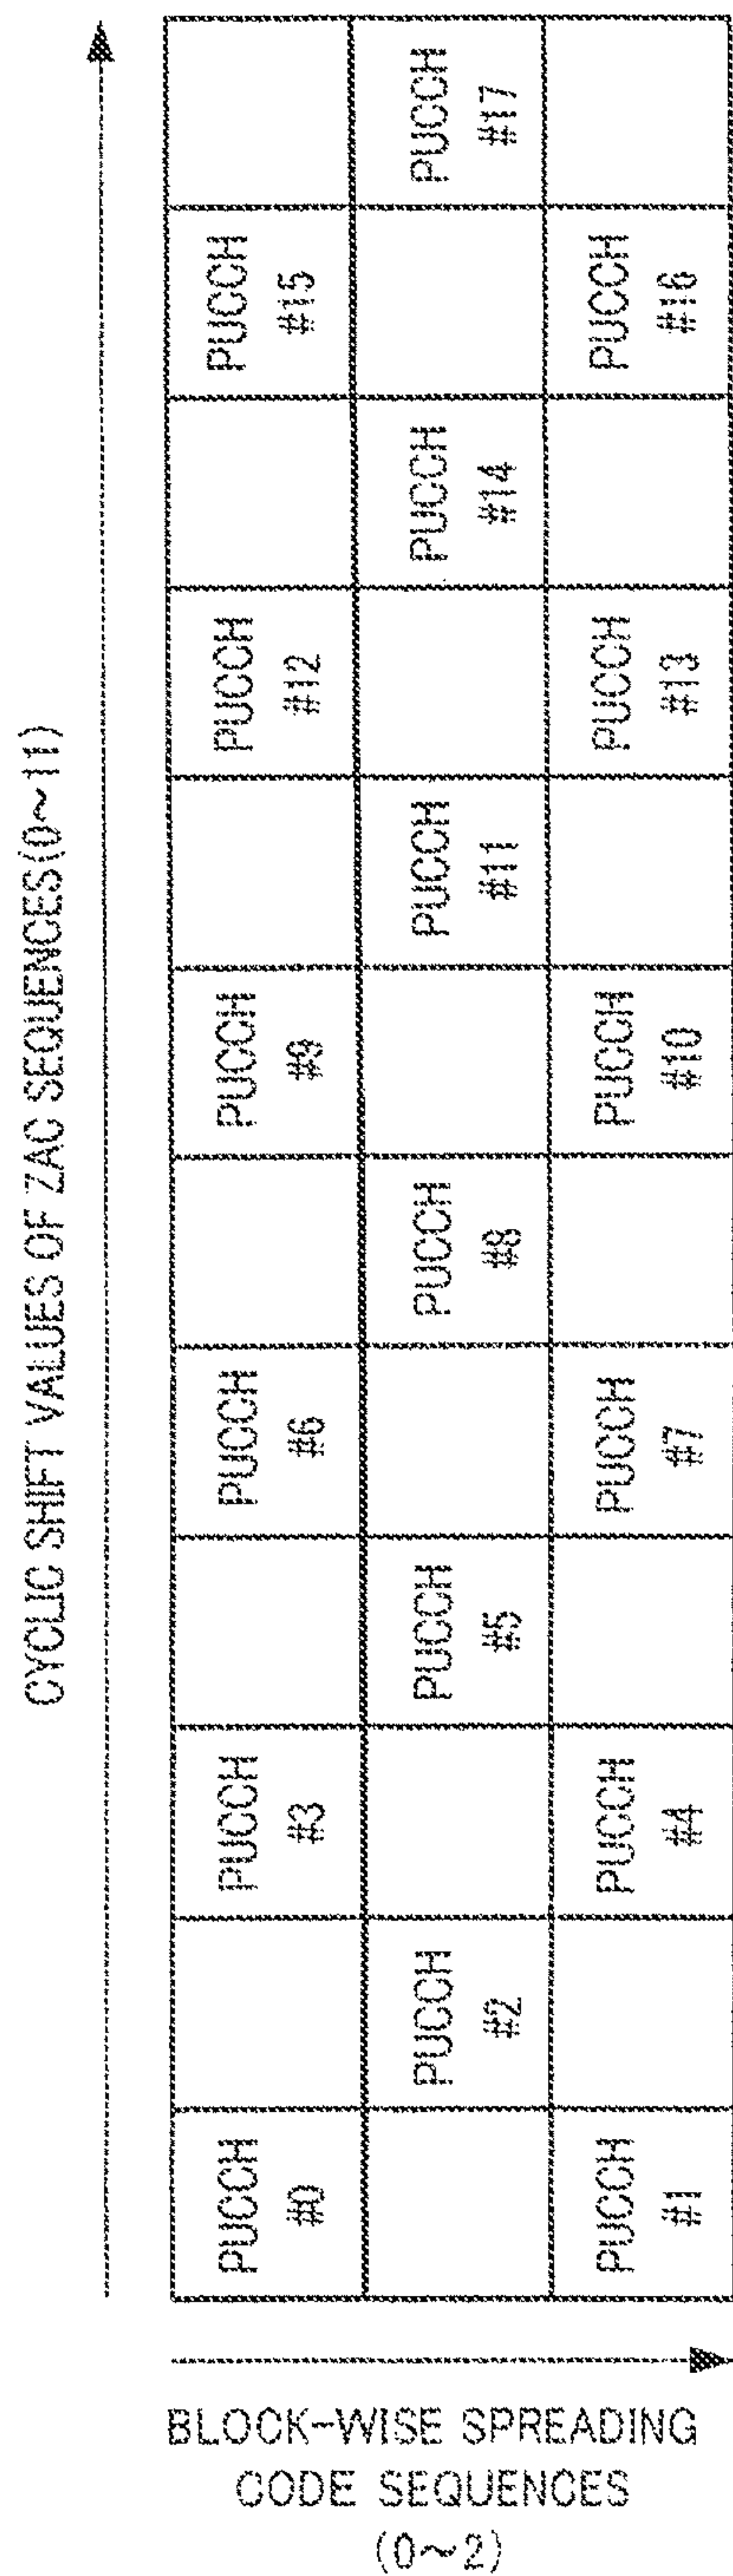 CYCLIC SHIFT VALUES OF ZAC SEQUENCES(0~11)
PUCCH
#0
PUCCH
#3
PUCCH
#6
PUCCH
#9
PUCCH
#12
PUCCH
#15
PUCCH
#2
PUCCH
#5
PUCCH
#8
PUCCH
#11
PUCCH
#14
PUCCH
#17
PUCCH
#1
PUCCH
#4
PUCCH
#7
PUCCH
#10
PUCCH
#13
PUCCH
#16
BLOCK-WISE SPREADING
CODE SEQUENCES
(0~2)